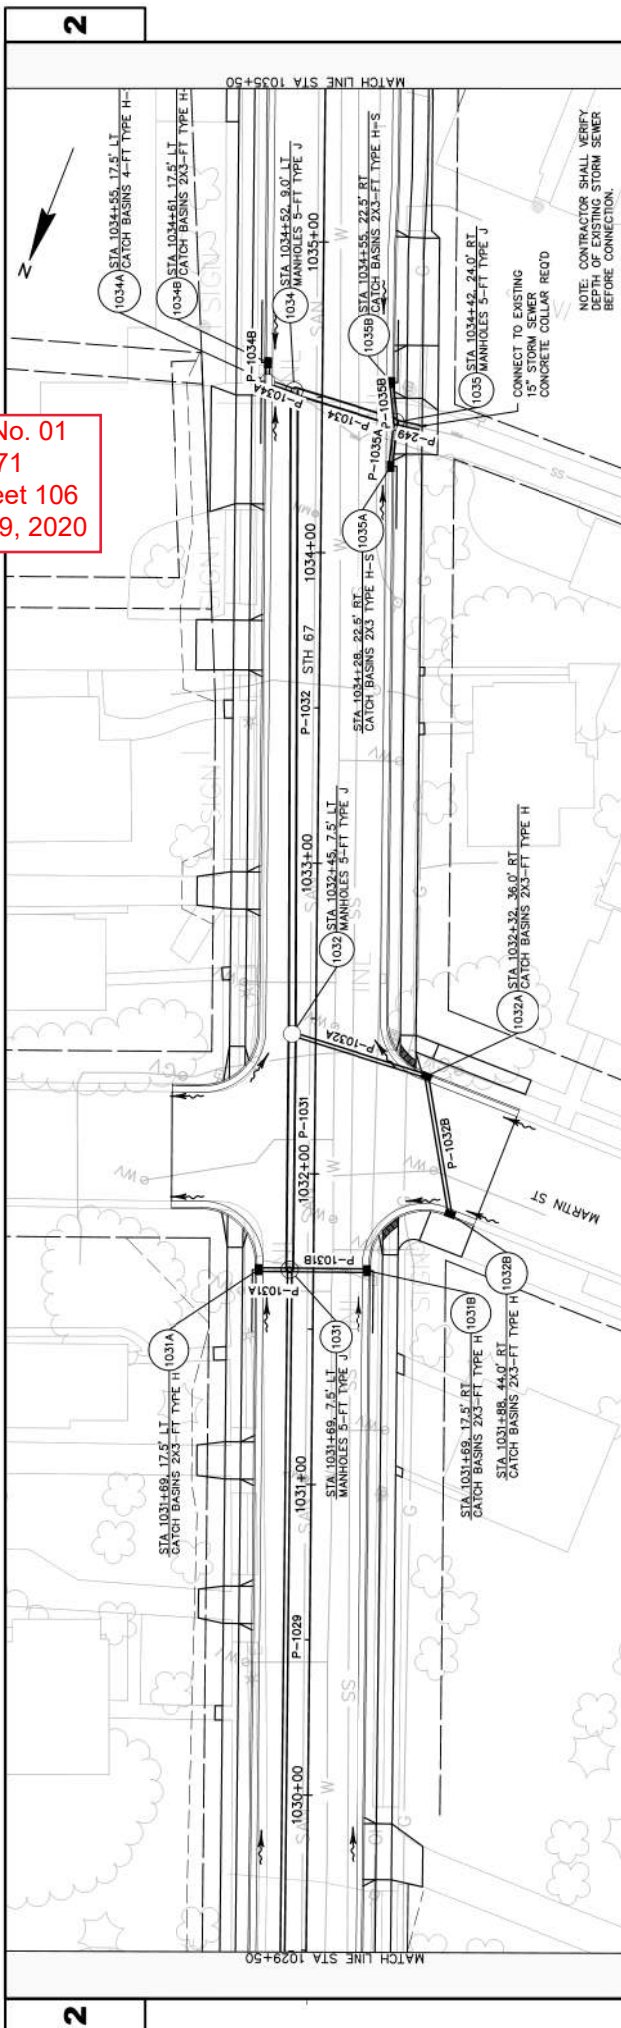 2
MATCH LINE STA 1035+50
N
1034A
STA 1034+55, 17.5' LT
CATCH BASINS 4-FT TYPE H-
1034B
STA 1034+61, 17.5' LT
CATCH BASINS 2X3-FT TYPE H-
1034
STA 1034+52, 9.0' LT
MANHOLES 5-FT TYPE J
1035+00
1035B
STA 1034+55, 22.5' RT
CATCH BASINS 2X3-FT TYPE H-S
1035
STA 1034+42, 24.0' RT
MANHOLES 5-FT TYPE J
CONNECT TO EXISTING
15" STORM SEWER
CONCRETE COLLAR REQ'D
NOTE: CONTRACTOR SHALL VERIFY
DEPTH OF EXISTING STORM SEWER
BEFORE CONNECTION.
No. 01
71
eet 106
9, 2020
P-1034B
P-1034A
P-1034
P-1035B
P-1035A
P-249
1035A
STA 1034+28, 22.5' RT
CATCH BASINS 2X3 TYPE H-S
1034+00
STH 67
P-1032
1033+00
1032
STA 1032+45, 7.5' LT
MANHOLES 5-FT TYPE J
1032A
STA 1032+32, 36.0' RT
CATCH BASINS 2X3-FT TYPE H
P-1032A
P-1031
1032+00
P-1032B
MARTIN ST
P-1031A
P-1031B
1031A
STA 1031+69, 17.5' LT
CATCH BASINS 2X3-FT TYPE H
1031
STA 1031+69, 7.5' LT
MANHOLES 5-FT TYPE J
1031B
STA 1031+69, 17.5' RT
CATCH BASINS 2X3-FT TYPE H
1032B
STA 1031+88, 44.0' RT
CATCH BASINS 2X3-FT TYPE H
1031+00
P-1029
1030+00
SIGN
SIGN
SIGN
SAN
SAN
SS
SS
SS
W
W
W
G
G
WV
WV
MATCH LINE STA 1029+50
2